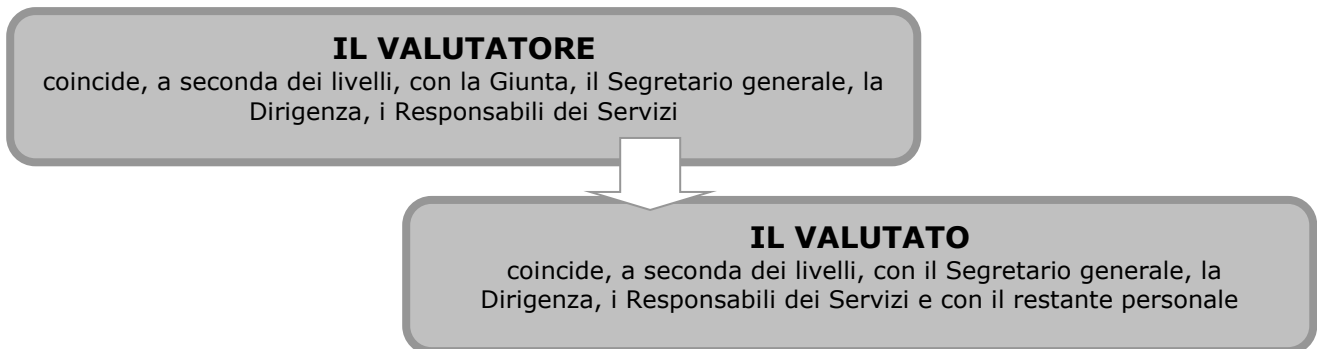 IL VALUTATORE
coincide, a seconda dei livelli, con la Giunta, il Segretario generale, la
Dirigenza, i Responsabili dei Servizi
IL VALUTATO
coincide, a seconda dei livelli, con il Segretario generale, la
Dirigenza, i Responsabili dei Servizi e con il restante personale